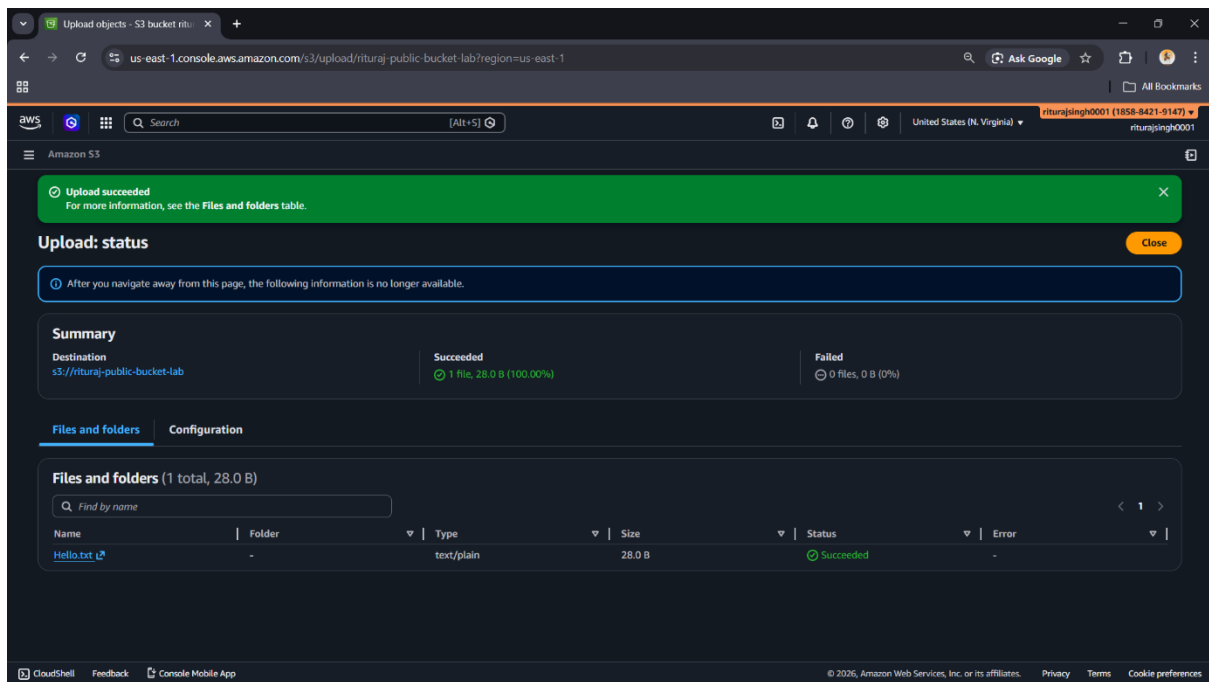 Upload objects - S3 bucket ritu
us-east-1.console.aws.amazon.com/s3/upload/rituraj-public-bucket-lab?region=us-east-1
Ask Google
All Bookmarks
aws
Search
[Alt+S]
United States (N. Virginia)
riturajsingh0001 (1858-8421-9147)
riturajsingh0001
Amazon S3
Upload succeeded
For more information, see the Files and folders table.
Upload: status
Close
After you navigate away from this page, the following information is no longer available.
Summary
Destination Succeeded Failed
s3://rituraj-public-bucket-lab 1 file, 28.0 B (100.00%) 0 files, 0 B (0%)
Files and folders Configuration
Files and folders (1 total, 28.0 B)
Find by name
1
Name Folder Type Size Status Error
Hello.txt - text/plain 28.0 B Succeeded -
CloudShell Feedback Console Mobile App © 2026, Amazon Web Services, Inc. or its affiliates. Privacy Terms Cookie preferences